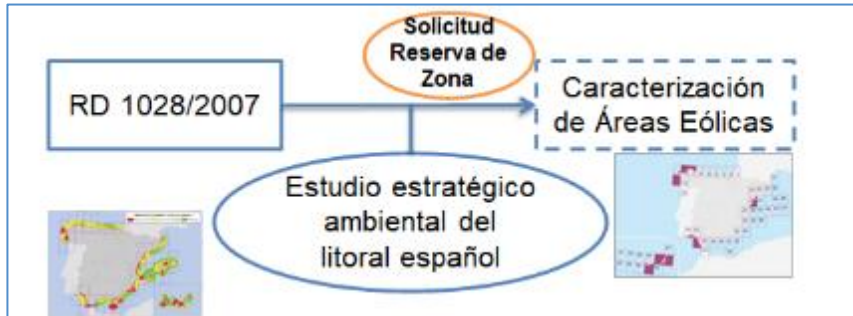 Solicitud
Reserva de
Zona
RD 1028/2007
Caracterización
de Áreas Eólicas
Estudio estratégico
ambiental del
litoral español